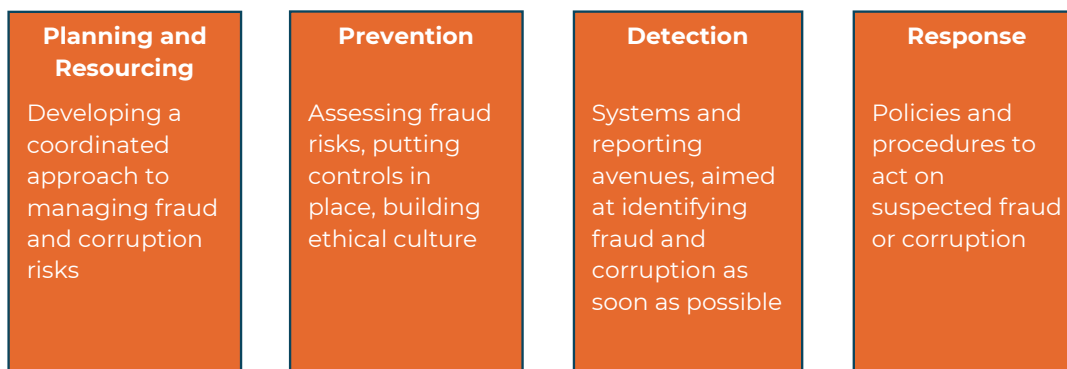 Planning and
Resourcing
Developing a
coordinated
approach to
managing fraud
and corruption
risks
Prevention
Assessing fraud
risks, putting
controls in
place, building
ethical culture
Detection
Systems and
reporting
avenues, aimed
at identifying
fraud and
corruption as
soon as possible
Response
Policies and
procedures to
act on
suspected fraud
or corruption